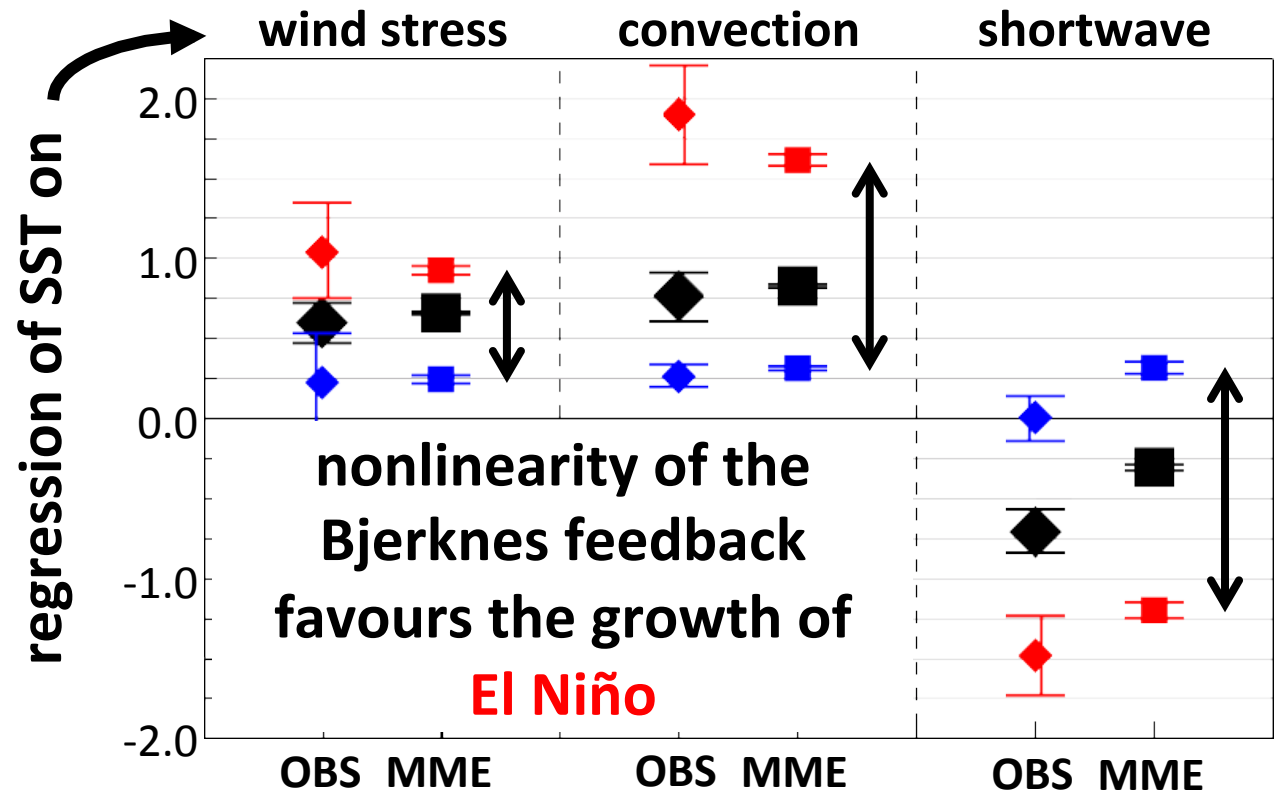 wind stress convection shortwave
regression of SST on
2.0
1.0
0.0
-1.0
-2.0
nonlinearity of the
Bjerknes feedback
favours the growth of
El Niño
OBS MME OBS MME OBS MME